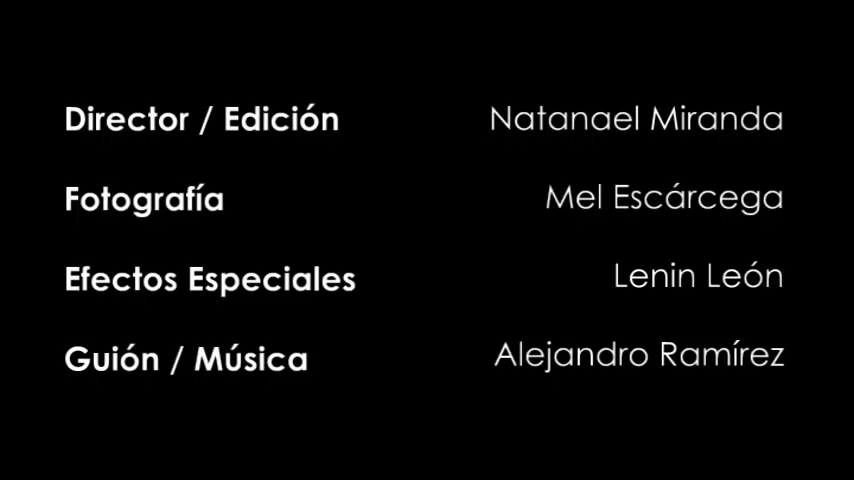 Director / Edición Natanael Miranda
Fotografía Mel Escárcega
Efectos Especiales Lenin León
Guión / Música Alejandro Ramírez